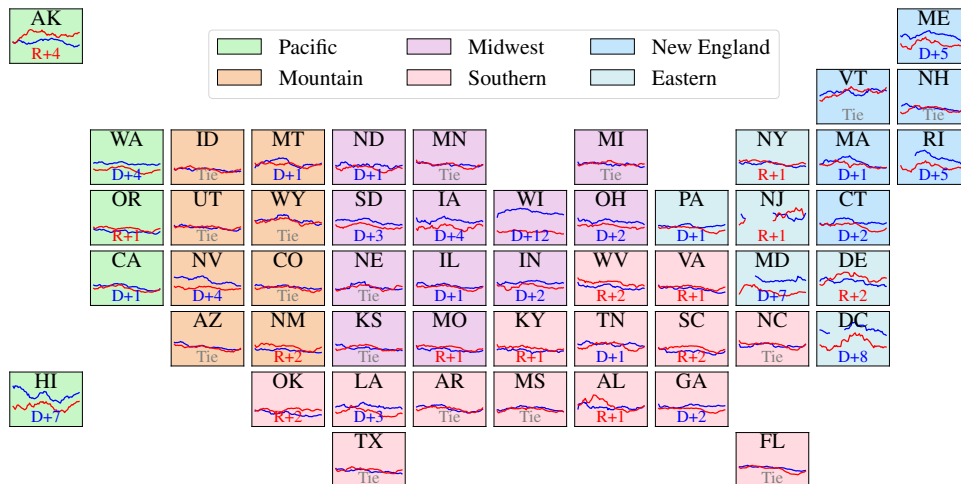 AK
R+4
Pacific
Midwest
New England
Mountain
Southern
Eastern
ME
D+5
VT
Tie
NH
Tie
WA
D+4
ID
Tie
MT
D+1
ND
D+1
MN
Tie
MI
Tie
NY
R+1
MA
D+1
RI
D+5
OR
R+1
UT
Tie
WY
Tie
SD
D+3
IA
D+4
WI
D+12
OH
D+2
PA
D+1
NJ
R+1
CT
D+2
CA
D+1
NV
D+4
CO
Tie
NE
Tie
IL
D+1
IN
D+2
WV
R+2
VA
R+1
MD
D+7
DE
R+2
AZ
Tie
NM
R+2
KS
Tie
MO
R+1
KY
R+1
TN
D+1
SC
R+2
NC
Tie
DC
D+8
HI
D+7
OK
R+2
LA
D+3
AR
Tie
MS
Tie
AL
R+1
GA
D+2
TX
Tie
FL
Tie